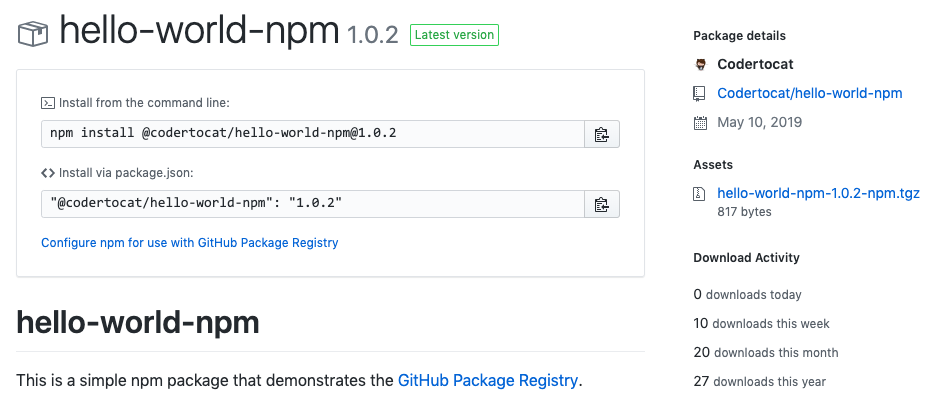 hello-world-npm 1.0.2 Latest version
Install from the command line:
npm install @codertocat/hello-world-npm@1.0.2
Install via package.json:
"@codertocat/hello-world-npm": "1.0.2"
Configure npm for use with GitHub Package Registry
hello-world-npm
This is a simple npm package that demonstrates the GitHub Package Registry.
Package details
Codertocat
Codertocat/hello-world-npm
May 10, 2019
Assets
hello-world-npm-1.0.2-npm.tgz
817 bytes
Download Activity
0 downloads today
10 downloads this week
20 downloads this month
27 downloads this year